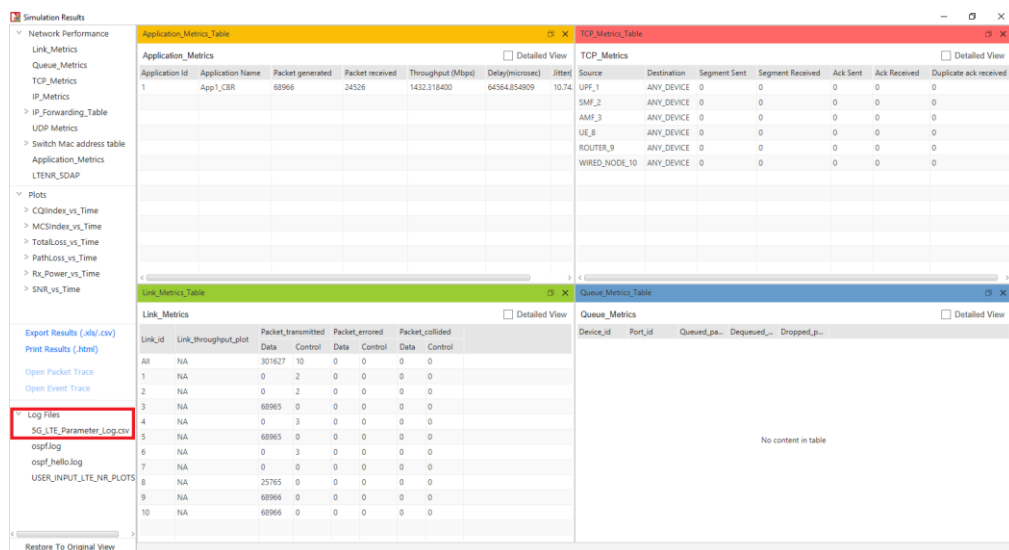 Simulation Results
Network Performance
Link_Metrics
Queue_Metrics
TCP_Metrics
IP_Metrics
IP_Forwarding_Table
UDP Metrics
Switch Mac address table
Application_Metrics
LTENR_SDAP
Plots
CQIIndex_vs_Time
MCSIndex_vs_Time
TotalLoss_vs_Time
PathLoss_vs_Time
Rx_Power_vs_Time
SNR_vs_Time
Export Results (.xls/.csv)
Print Results (.html)
Open Packet Trace
Open Event Trace
Log Files
5G_LTE_Parameter_Log.csv
ospf.log
ospf_hello.log
USER_INPUT_LTE_NR_PLOTS
Restore To Original View
Application_Metrics_Table
Application_Metrics Detailed View
Application Id Application Name Packet generated Packet received Throughput (Mbps) Delay(microsec) Jitter(
1 App1_CBR 68966 24526 1432.318400 64564.854909 10.74
TCP_Metrics_Table
TCP_Metrics Detailed View
Source Destination Segment Sent Segment Received Ack Sent Ack Received Duplicate ack received
UPF_1 ANY_DEVICE 0 0 0 0 0
SMF_2 ANY_DEVICE 0 0 0 0 0
AMF_3 ANY_DEVICE 0 0 0 0 0
UE_8 ANY_DEVICE 0 0 0 0 0
ROUTER_9 ANY_DEVICE 0 0 0 0 0
WIRED_NODE_10 ANY_DEVICE 0 0 0 0 0
Link_Metrics_Table
Link_Metrics Detailed View
Link_id Link_throughput_plot Packet_transmitted Packet_errored Packet_collided
Data Control Data Control Data Control
All NA 301627 10 0 0 0 0
1 NA 0 2 0 0 0 0
2 NA 0 2 0 0 0 0
3 NA 68965 0 0 0 0 0
4 NA 0 3 0 0 0 0
5 NA 68965 0 0 0 0 0
6 NA 0 3 0 0 0 0
7 NA 0 0 0 0 0 0
8 NA 25765 0 0 0 0 0
9 NA 68966 0 0 0 0 0
10 NA 68966 0 0 0 0 0
Queue_Metrics_Table
Queue_Metrics Detailed View
Device_id Port_id Queued_pa... Dequeued_... Dropped_p...
No content in table